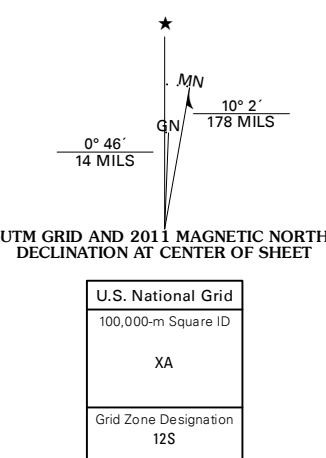 ★
MN
GN
10° 2´
178 MILS
0° 46´
14 MILS
UTM GRID AND 2011 MAGNETIC NORTH
DECLINATION AT CENTER OF SHEET
U.S. National Grid
100,000-m Square ID
XA
Grid Zone Designation
12S